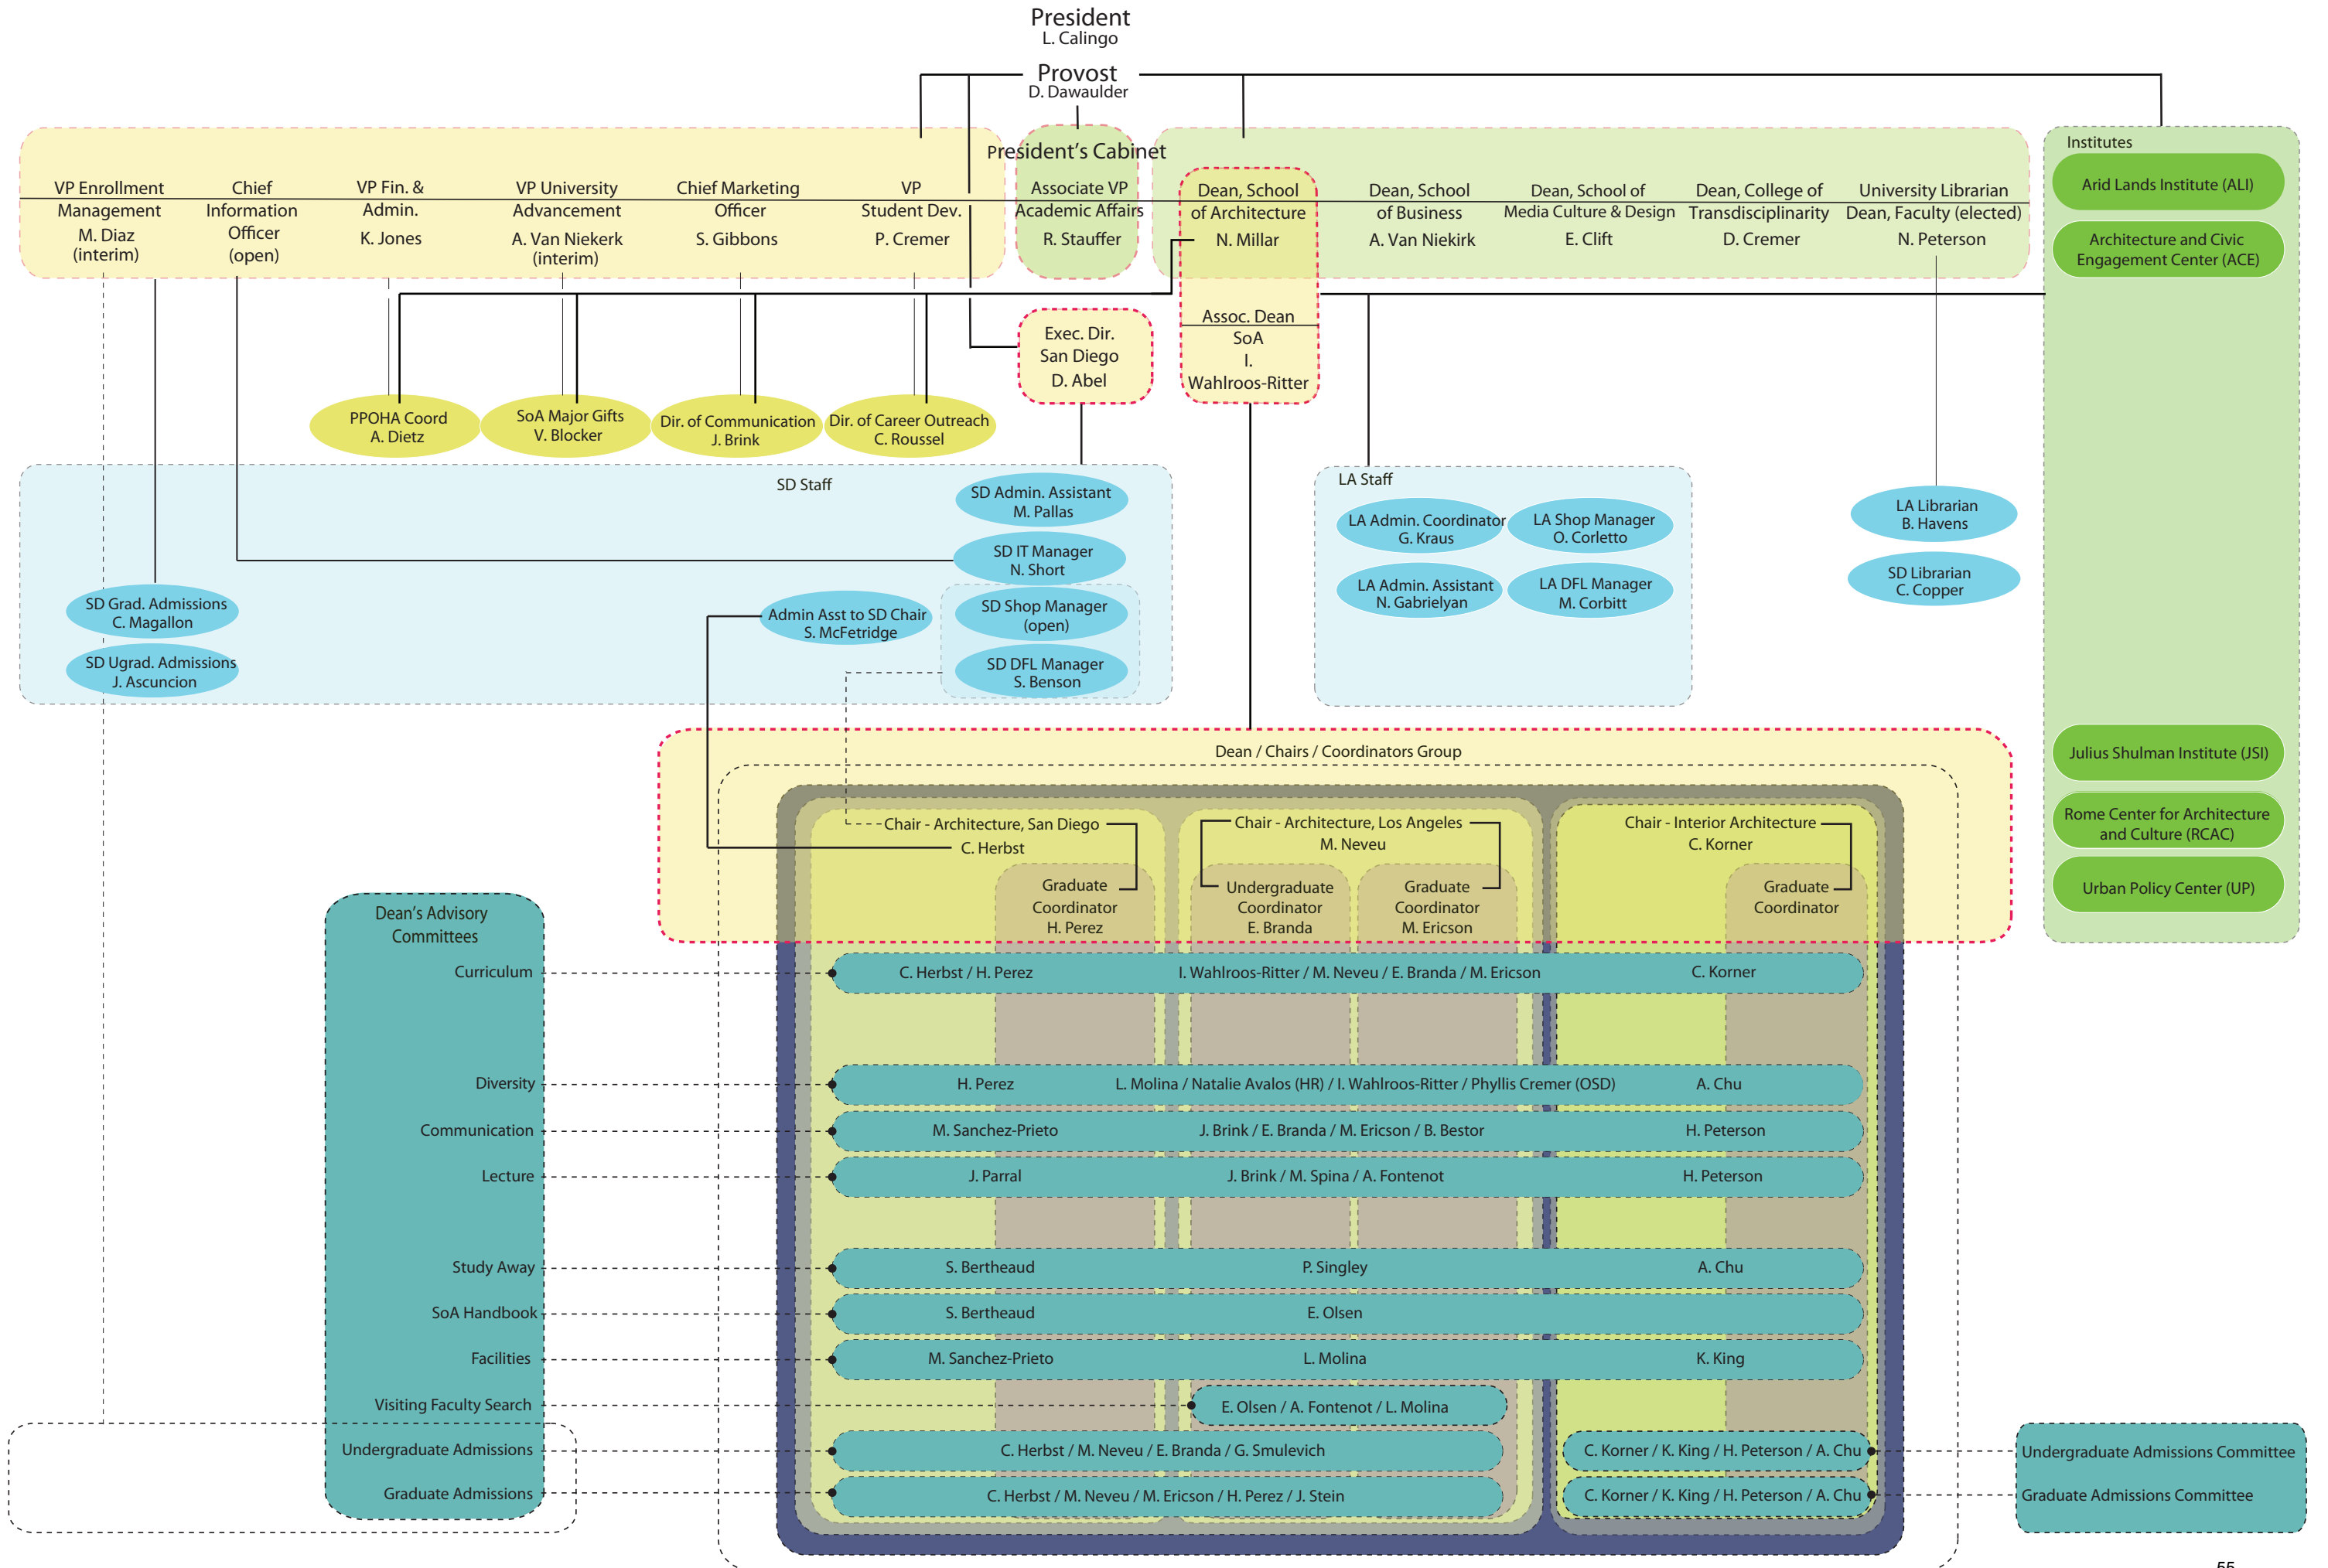 President
L. Calingo
Provost
D. Dawaulder
President's Cabinet
VP Enrollment
Management
M. Diaz
(interim)
Chief
Information
Officer
(open)
VP Fin. &
Admin.
K. Jones
VP University
Advancement
A. Van Niekerk
(interim)
Chief Marketing
Officer
S. Gibbons
VP
Student Dev.
P. Cremer
Associate VP
Academic Affairs
R. Stauffer
Dean, School
of Architecture
N. Millar
Dean, School
of Business
A. Van Niekirk
Dean, School of
Media Culture & Design
E. Clift
Dean, College of
Transdisciplinarity
D. Cremer
University Librarian
Dean, Faculty (elected)
N. Peterson
Institutes
Arid Lands Institute (ALI)
Architecture and Civic
Engagement Center (ACE)
Exec. Dir.
San Diego
D. Abel
Assoc. Dean
SoA
I.
Wahlroos-Ritter
PPOHA Coord
A. Dietz
SoA Major Gifts
V. Blocker
Dir. of Communication
J. Brink
Dir. of Career Outreach
C. Roussel
SD Staff
SD Admin. Assistant
M. Pallas
SD IT Manager
N. Short
SD Grad. Admissions
C. Magallon
Admin Asst to SD Chair
S. McFetridge
SD Shop Manager
(open)
SD Ugrad. Admissions
J. Ascuncion
SD DFL Manager
S. Benson
LA Staff
LA Admin. Coordinator
G. Kraus
LA Shop Manager
O. Corletto
LA Admin. Assistant
N. Gabrielyan
LA DFL Manager
M. Corbitt
LA Librarian
B. Havens
SD Librarian
C. Copper
Julius Shulman Institute (JSI)
Rome Center for Architecture
and Culture (RCAC)
Urban Policy Center (UP)
Dean / Chairs / Coordinators Group
Chair - Architecture, San Diego
C. Herbst
Chair - Architecture, Los Angeles
M. Neveu
Chair - Interior Architecture
C. Korner
Graduate
Coordinator
H. Perez
Undergraduate
Coordinator
E. Branda
Graduate
Coordinator
M. Ericson
Graduate
Coordinator
Dean's Advisory
Committees
Curriculum
C. Herbst / H. Perez
I. Wahlroos-Ritter / M. Neveu / E. Branda / M. Ericson
C. Korner
Diversity
H. Perez
L. Molina / Natalie Avalos (HR) / I. Wahlroos-Ritter / Phyllis Cremer (OSD)
A. Chu
Communication
M. Sanchez-Prieto
J. Brink / E. Branda / M. Ericson / B. Bestor
H. Peterson
Lecture
J. Parral
J. Brink / M. Spina / A. Fontenot
H. Peterson
Study Away
S. Bertheaud
P. Singley
A. Chu
SoA Handbook
S. Bertheaud
E. Olsen
Facilities
M. Sanchez-Prieto
L. Molina
K. King
Visiting Faculty Search
E. Olsen / A. Fontenot / L. Molina
Undergraduate Admissions
C. Herbst / M. Neveu / E. Branda / G. Smulevich
C. Korner / K. King / H. Peterson / A. Chu
Undergraduate Admissions Committee
Graduate Admissions
C. Herbst / M. Neveu / M. Ericson / H. Perez / J. Stein
C. Korner / K. King / H. Peterson / A. Chu
Graduate Admissions Committee
55